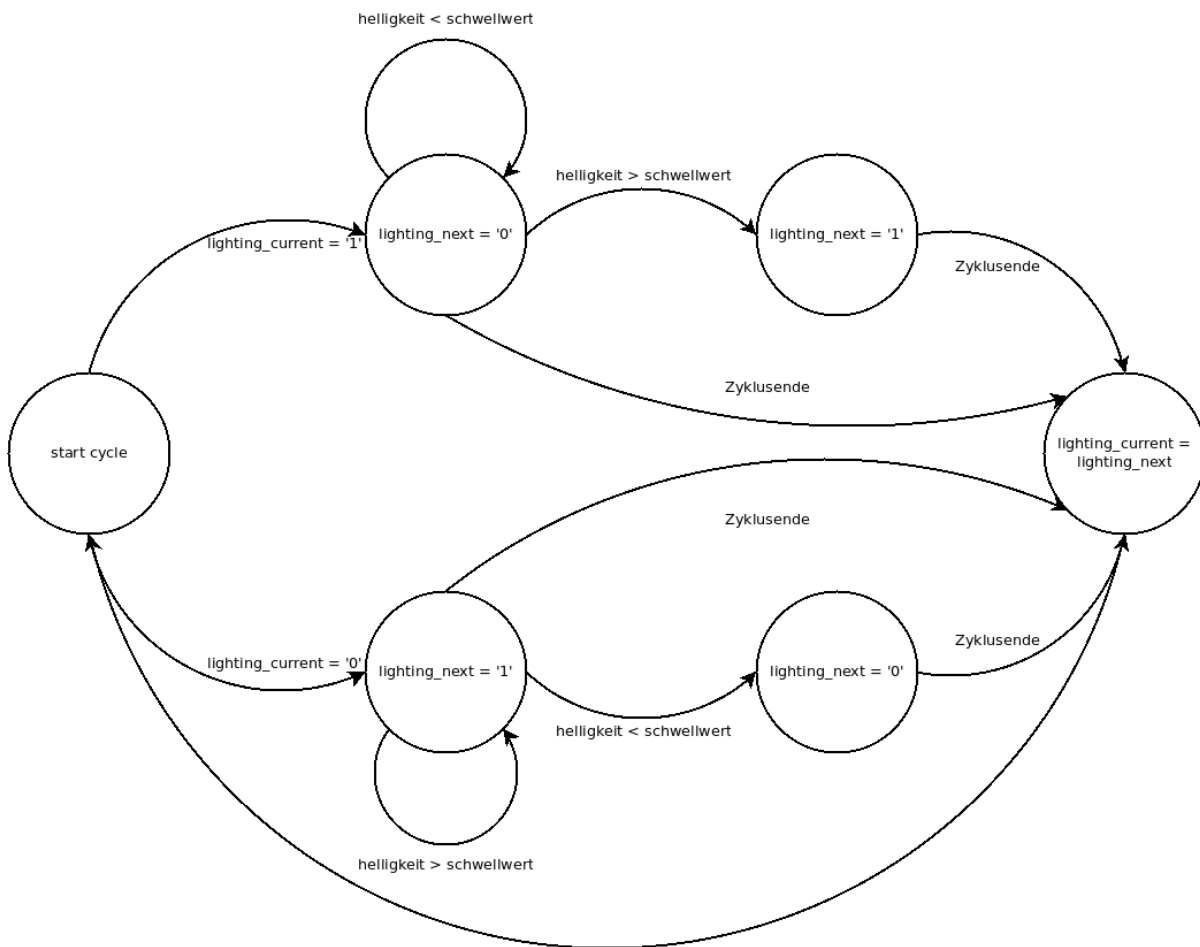 helligkeit < schwellwert
helligkeit > schwellwert
lighting_current = '1'
lighting_next = '0'
lighting_next = '1'
Zyklusende
Zyklusende
start cycle
lighting_current =
lighting_next
Zyklusende
Zyklusende
lighting_current = '0'
lighting_next = '1'
lighting_next = '0'
helligkeit < schwellwert
helligkeit > schwellwert